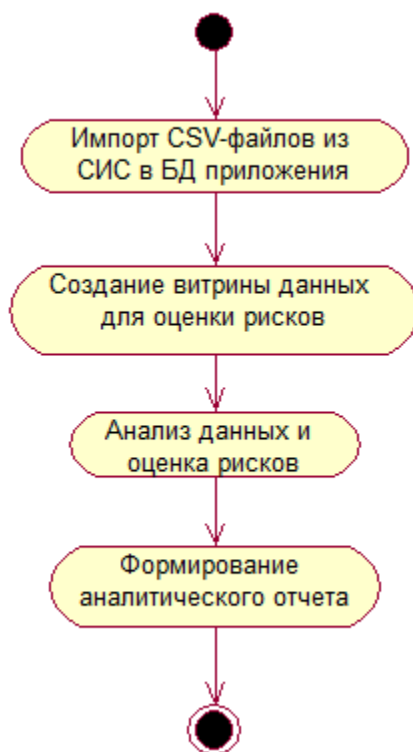 Импорт CSV-файлов из
СИС в БД приложения
Создание витрины данных
для оценки рисков
Анализ данных и
оценка рисков
Формирование
аналитического отчета